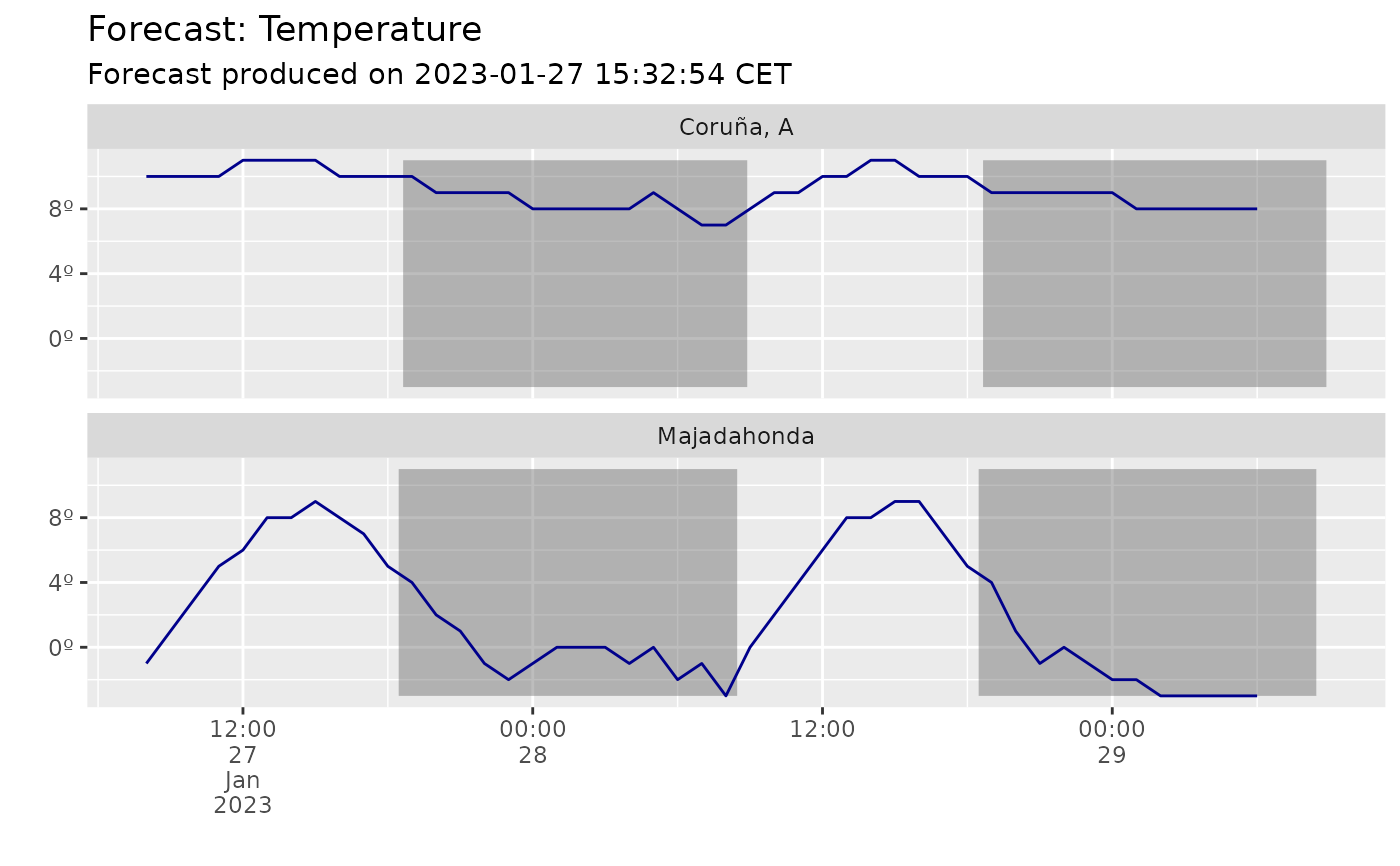 Forecast: Temperature
Forecast produced on 2023-01-27 15:32:54 CET
Coruña, A
8º
4º
0º
Majadahonda
8º
4º
0º
12:00 00:00 12:00 00:00
27 28 29
Jan
2023